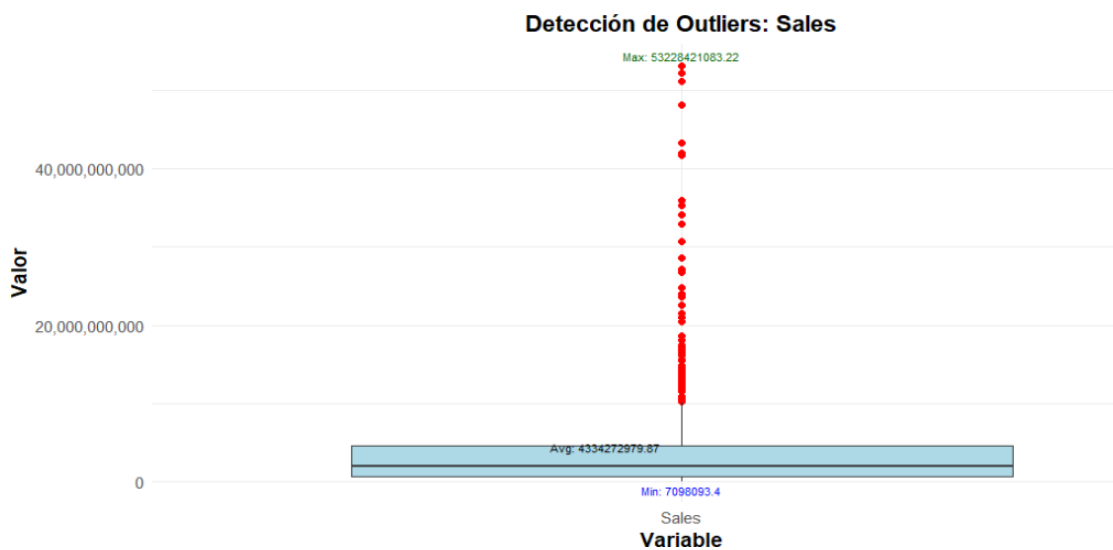 Detección de Outliers: Sales
Max: 53228421083.22
40,000,000,000
Valor
20,000,000,000
Avg: 4334272979.87
0
Min: 7098093.4
Sales
Variable